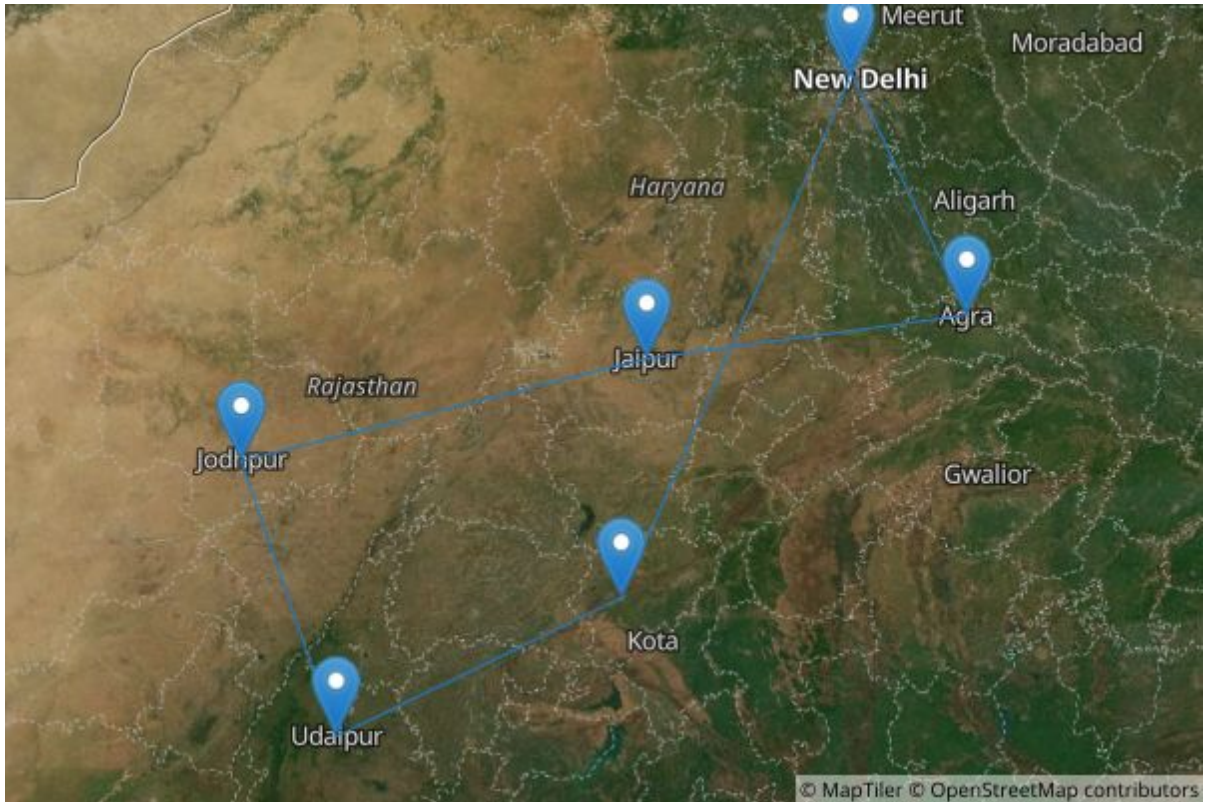 Meerut
Moradabad
New Delhi
Haryana
Aligarh
Agra
Jaipur
Rajasthan
Jodhpur
Gwalior
Kota
Udaipur
© MapTiler © OpenStreetMap contributors